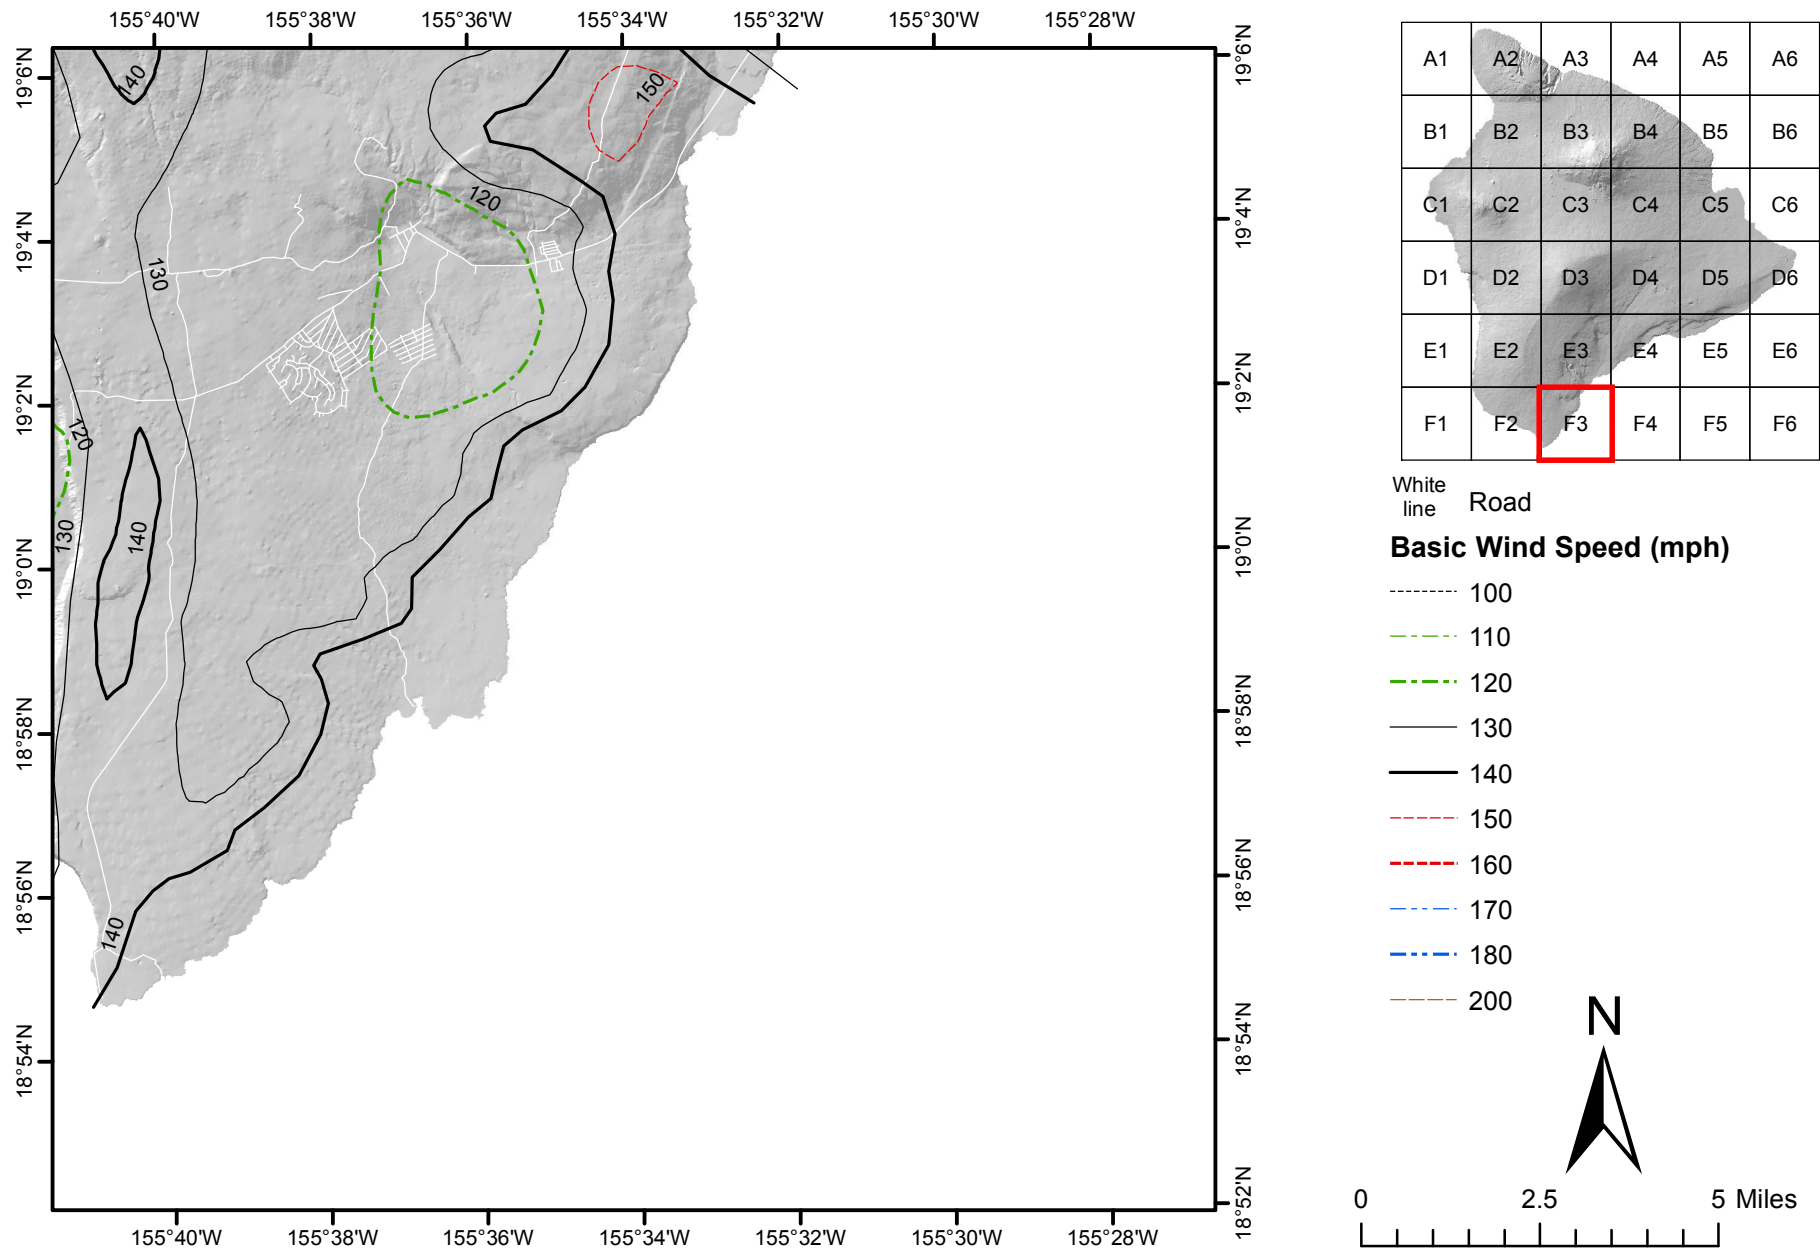 155°40'W 155°38'W 155°36'W 155°34'W 155°32'W 155°30'W 155°28'W
19°6'N
19°4'N
19°2'N
19°0'N
18°58'N
18°56'N
18°54'N
140
150
120
130
120
130
140
140
19°6'N
19°4'N
19°2'N
19°0'N
18°58'N
18°56'N
18°54'N
18°52'N
155°40'W 155°38'W 155°36'W 155°34'W 155°32'W 155°30'W 155°28'W
A1 A2 A3 A4 A5 A6
B1 B2 B3 B4 B5 B6
C1 C2 C3 C4 C5 C6
D1 D2 D3 D4 D5 D6
E1 E2 E3 E4 E5 E6
F1 F2 F3 F4 F5 F6
White
line Road
Basic Wind Speed (mph)
100
110
120
130
140
150
160
170
180
200
N
0 2.5 5 Miles